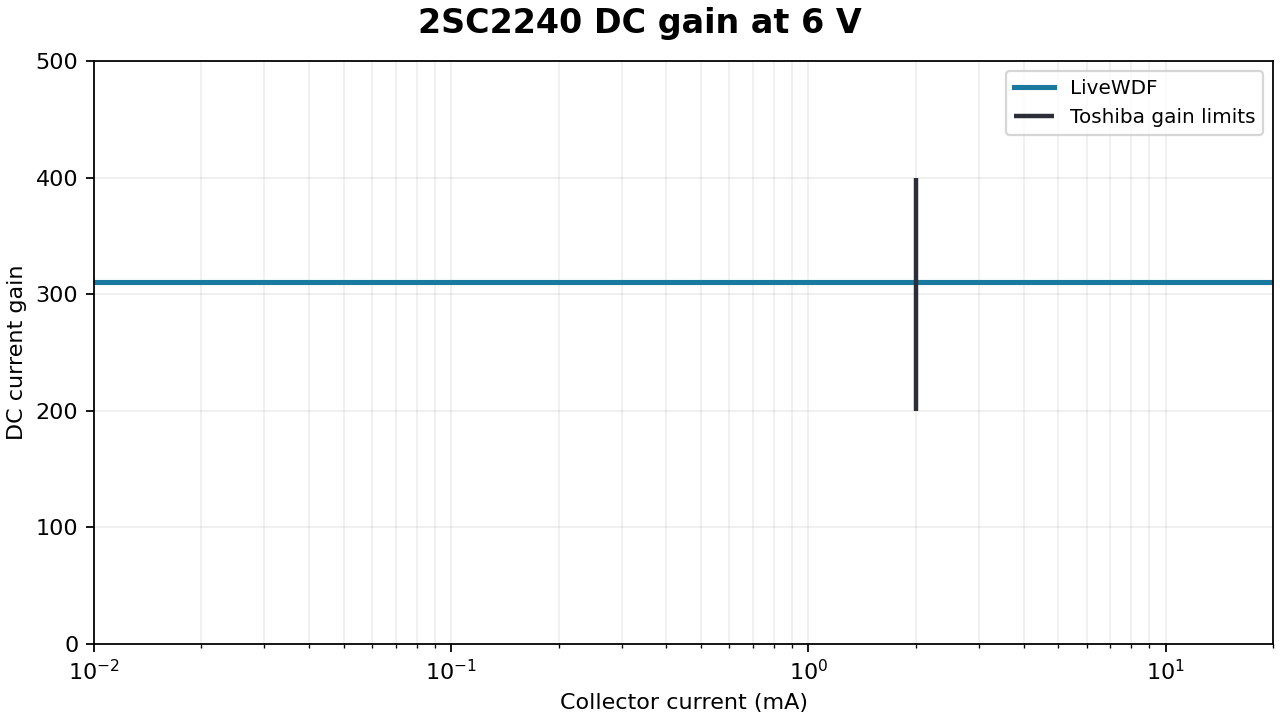 2SC2240 DC gain at 6 V
500
400
300
200
100
0
DC current gain
LiveWDF
Toshiba gain limits
10⁻²
10⁻¹
10⁰
10¹
Collector current (mA)